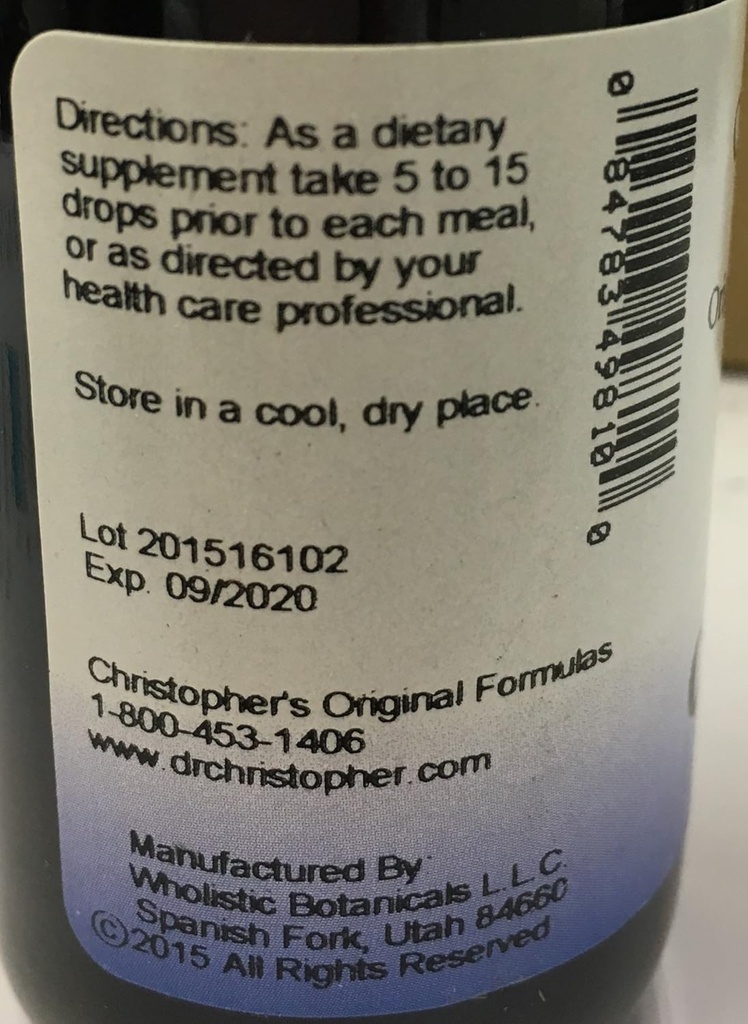 Directions: As a dietary
supplement take 5 to 15
drops prior to each meal,
or as directed by your
health care professional.
Store in a cool, dry place.
Lot 201516102
Exp. 09/2020
Christopher's Original Formulas
1-800-453-1406
www.drchristopher.com
Manufactured By
Wholistic Botanicals L.L.C.
Spanish Fork, Utah 84660
©2015 All Rights Reserved
0 84783 49810 0